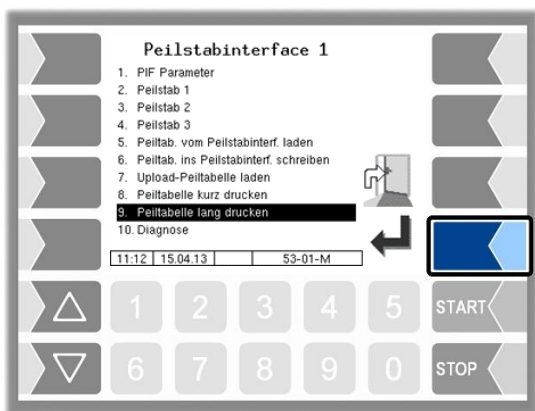 Peilstabinterface 1
1. PIF Parameter
2. Peilstab 1
3. Peilstab 2
4. Peilstab 3
5. Peiltab. vom Peilstabinterf. laden
6. Peiltab. ins Peilstabinterf. schreiben
7. Upload-Peiltabelle laden
8. Peiltabelle kurz drucken
9. Peiltabelle lang drucken
10. Diagnose
11:12 15.04.13 53-01-M
1 2 3 4 5 START
6 7 8 9 0 STOP